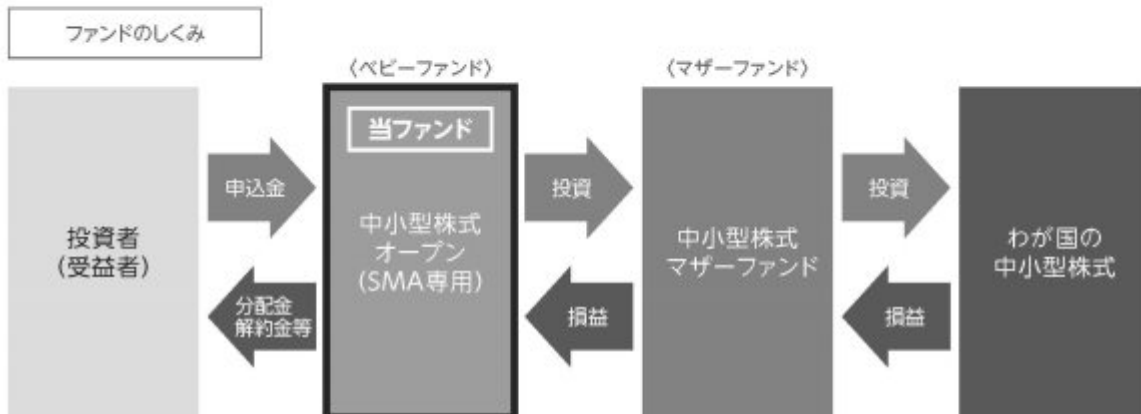 ファンドのしくみ
〈ベビーファンド〉
〈マザーファンド〉
投資者
(受益者)
申込金
分配金
解約金等
当ファンド
中小型株式
オープン
(SMA専用)
投資
損益
中小型株式
マザーファンド
投資
損益
わが国の
中小型株式